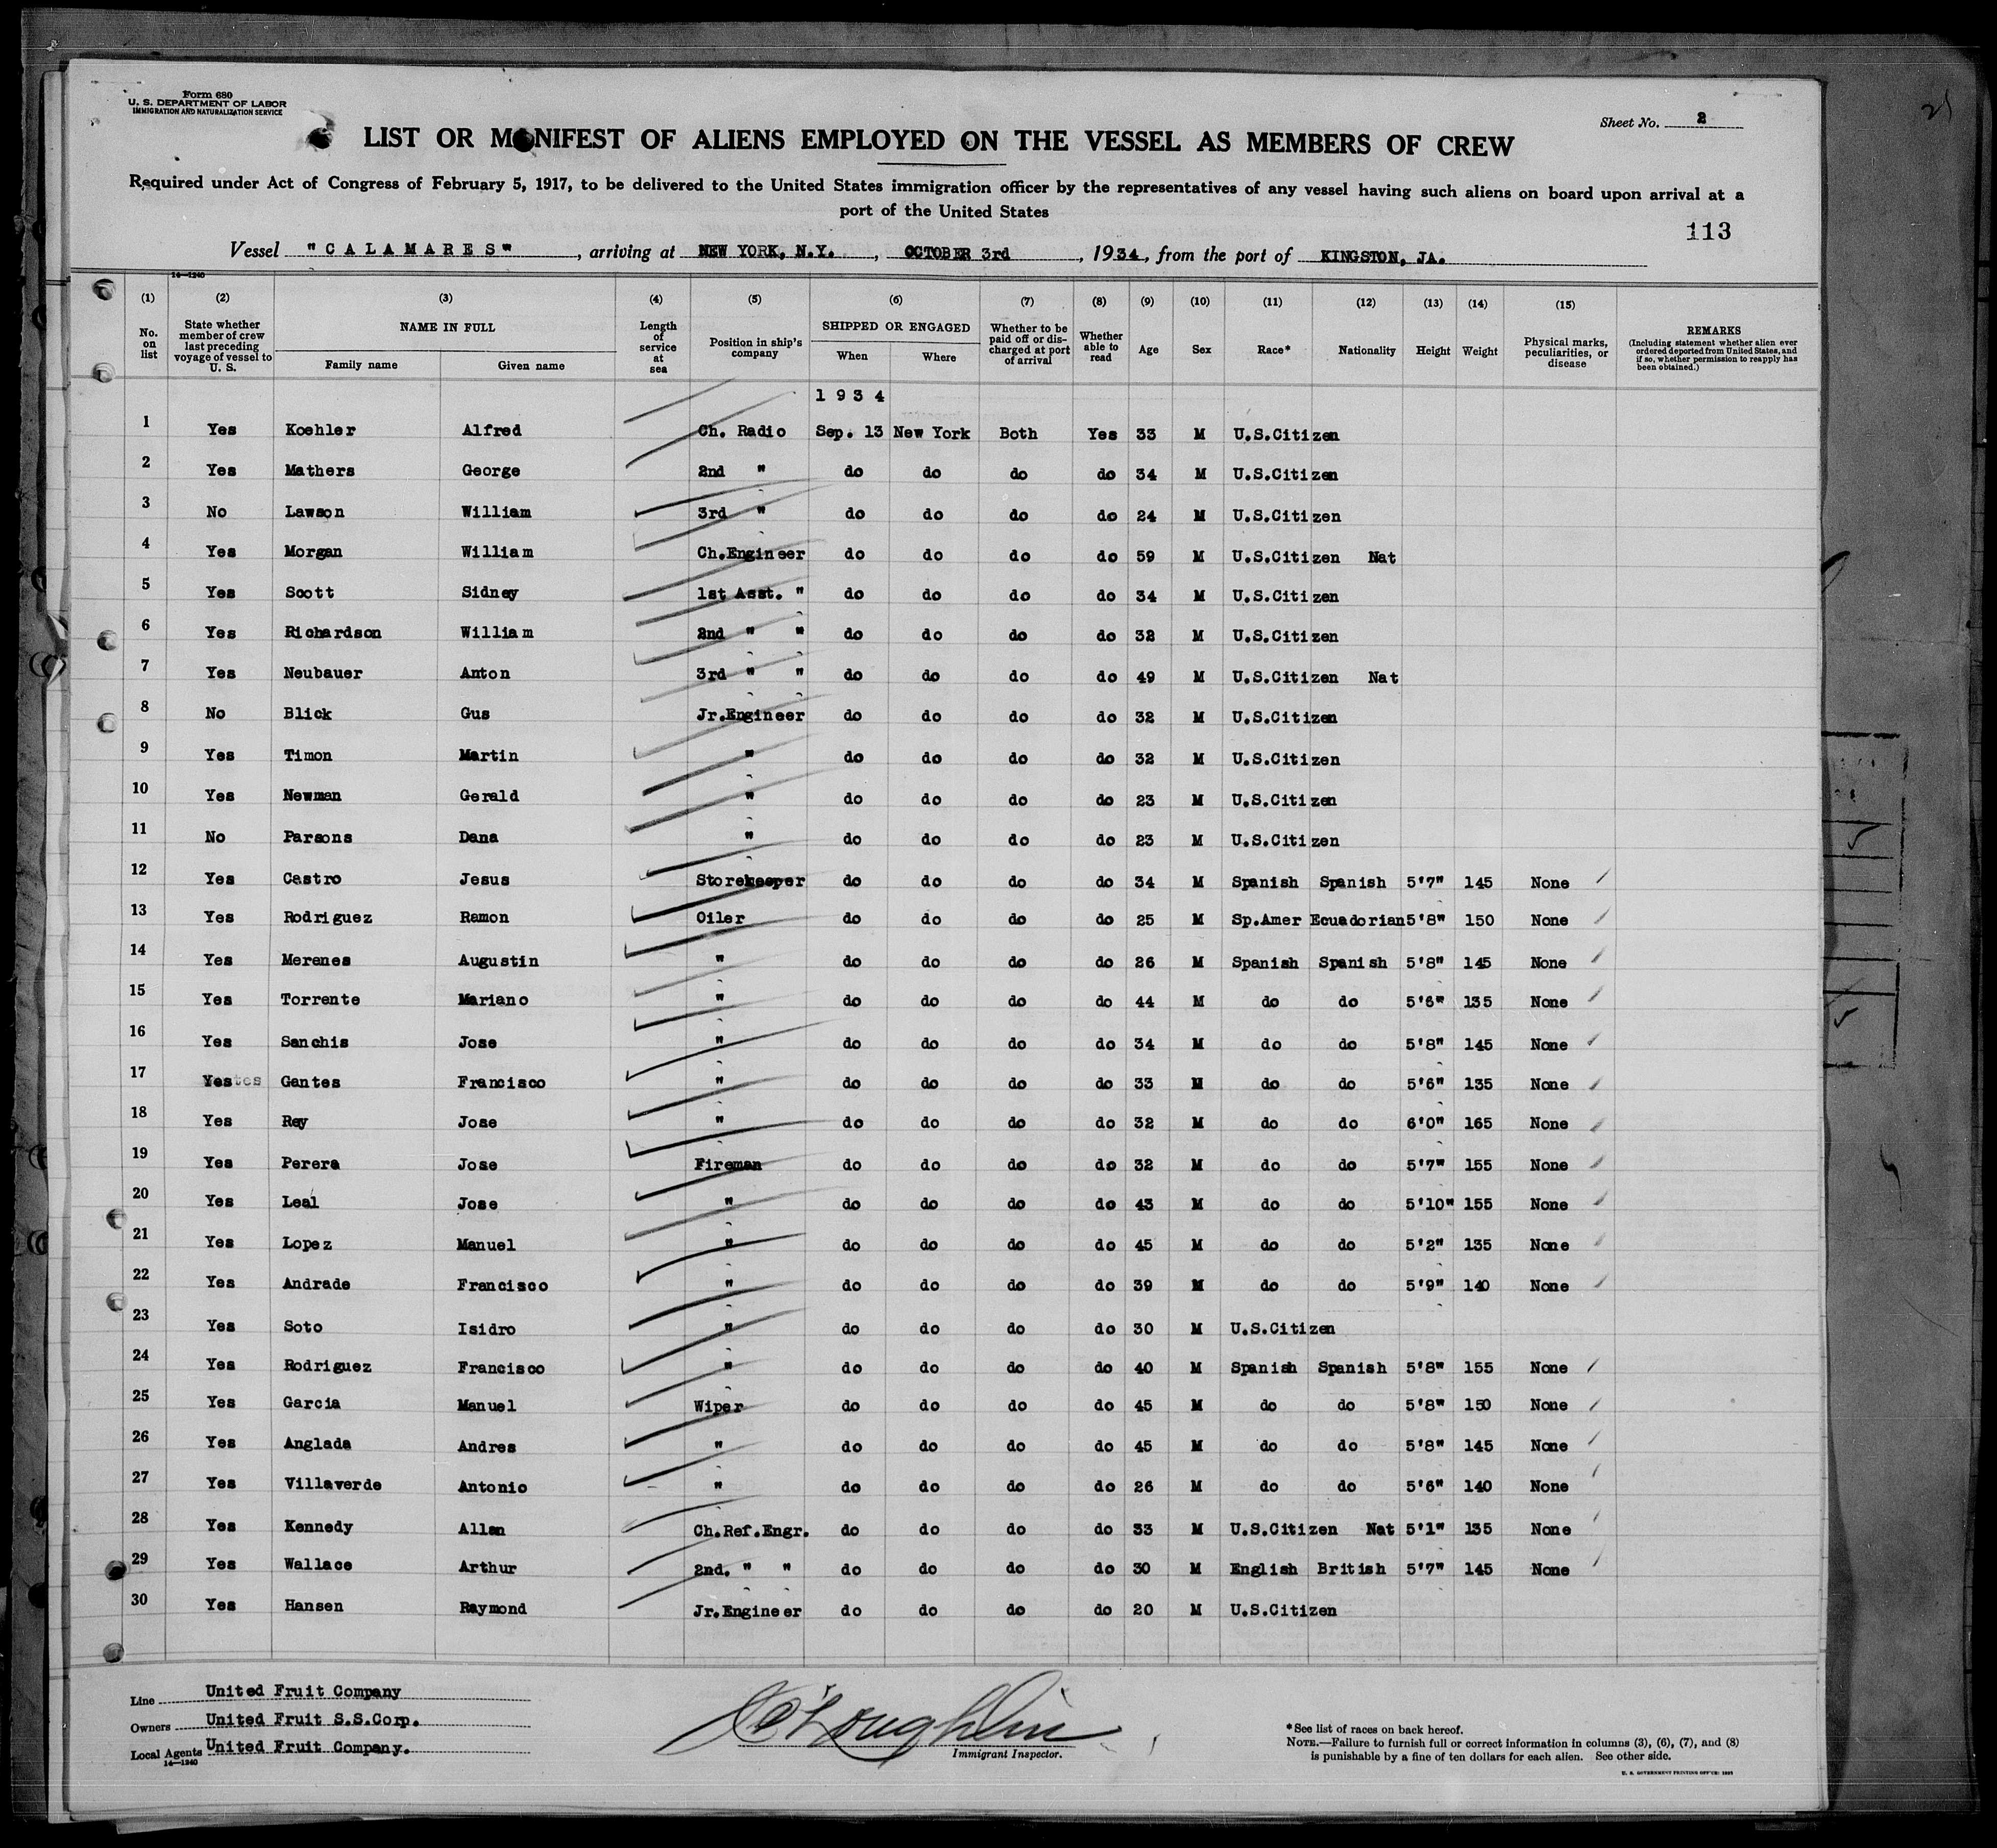 Form 680
U. S. DEPARTMENT OF LABOR
IMMIGRATION AND NATURALIZATION SERVICE
Sheet No. 2
LIST OR MANIFEST OF ALIENS EMPLOYED ON THE VESSEL AS MEMBERS OF CREW
Required under Act of Congress of February 5, 1917, to be delivered to the United States immigration officer by the representatives of any vessel having such aliens on board upon arrival at a
port of the United States
113
Vessel "CALAMARES", arriving at NEW YORK, N.Y., OCTOBER 3rd, 1934, from the port of KINGSTON, JA.
14—1240
(1) (2) (3) (4) (5) (6) (7) (8) (9) (10) (11) (12) (13) (14) (15)
No. on list | State whether member of crew last preceding voyage of vessel to U. S. | NAME IN FULL Family name Given name | Length of service at sea | Position in ship's company | SHIPPED OR ENGAGED When Where | Whether to be paid off or discharged at port of arrival | Whether able to read | Age | Sex | Race* | Nationality | Height | Weight | Physical marks, peculiarities, or disease | REMARKS (Including statement whether alien ever ordered deported from United States, and if so, whether permission to reapply has been obtained.)
1934
1 Yes Koehler Alfred Ch. Radio Sep. 13 New York Both Yes 33 M U.S.Citizen
2 Yes Mathers George 2nd " do do do do 34 M U.S.Citizen
3 No Lawson William 3rd " do do do do 24 M U.S.Citizen
4 Yes Morgan William Ch.Engineer do do do do 59 M U.S.Citizen Nat
5 Yes Scott Sidney 1st Asst. " do do do do 34 M U.S.Citizen
6 Yes Richardson William 2nd " " do do do do 32 M U.S.Citizen
7 Yes Neubauer Anton 3rd " " do do do do 49 M U.S.Citizen Nat
8 No Blick Gus Jr.Engineer do do do do 32 M U.S.Citizen
9 Yes Timon Martin " do do do do 32 M U.S.Citizen
10 Yes Newman Gerald " do do do do 23 M U.S.Citizen
11 No Parsons Dana " do do do do 23 M U.S.Citizen
12 Yes Castro Jesus Storekeeper do do do do 34 M Spanish Spanish 5'7" 145 None
13 Yes Rodriguez Ramon Oiler do do do do 25 M Sp.Amer Ecuadorian 5'8" 150 None
14 Yes Merenes Augustin " do do do do 26 M Spanish Spanish 5'8" 145 None
15 Yes Torrente Mariano " do do do do 44 M do do 5'6" 135 None
16 Yes Sanchis Jose " do do do do 34 M do do 5'8" 145 None
17 Yes Gantes Francisco " do do do do 33 M do do 5'6" 135 None
18 Yes Rey Jose " do do do do 32 M do do 6'0" 165 None
19 Yes Perera Jose Fireman do do do do 32 M do do 5'7" 155 None
20 Yes Leal Jose " do do do do 43 M do do 5'10" 155 None
21 Yes Lopez Manuel " do do do do 45 M do do 5'2" 135 None
22 Yes Andrade Francisco " do do do do 39 M do do 5'9" 140 None
23 Yes Soto Isidro " do do do do 30 M U.S.Citizen
24 Yes Rodriguez Francisco " do do do do 40 M Spanish Spanish 5'8" 155 None
25 Yes Garcia Manuel Wiper do do do do 45 M do do 5'8" 150 None
26 Yes Anglada Andres " do do do do 45 M do do 5'8" 145 None
27 Yes Villaverde Antonio " do do do do 26 M do do 5'6" 140 None
28 Yes Kennedy Allan Ch.Ref.Engr. do do do do 33 M U.S.Citizen Nat 5'1" 135 None
29 Yes Wallace Arthur 2nd. " " do do do do 30 M English British 5'7" 145 None
30 Yes Hansen Raymond Jr.Engineer do do do do 20 M U.S.Citizen
Line United Fruit Company
Owners United Fruit S.S.Corp.
Local Agents United Fruit Company.
14—1240
O'Loughlin
Immigrant Inspector.
*See list of races on back hereof.
NOTE.—Failure to furnish full or correct information in columns (3), (6), (7), and (8)
is punishable by a fine of ten dollars for each alien. See other side.